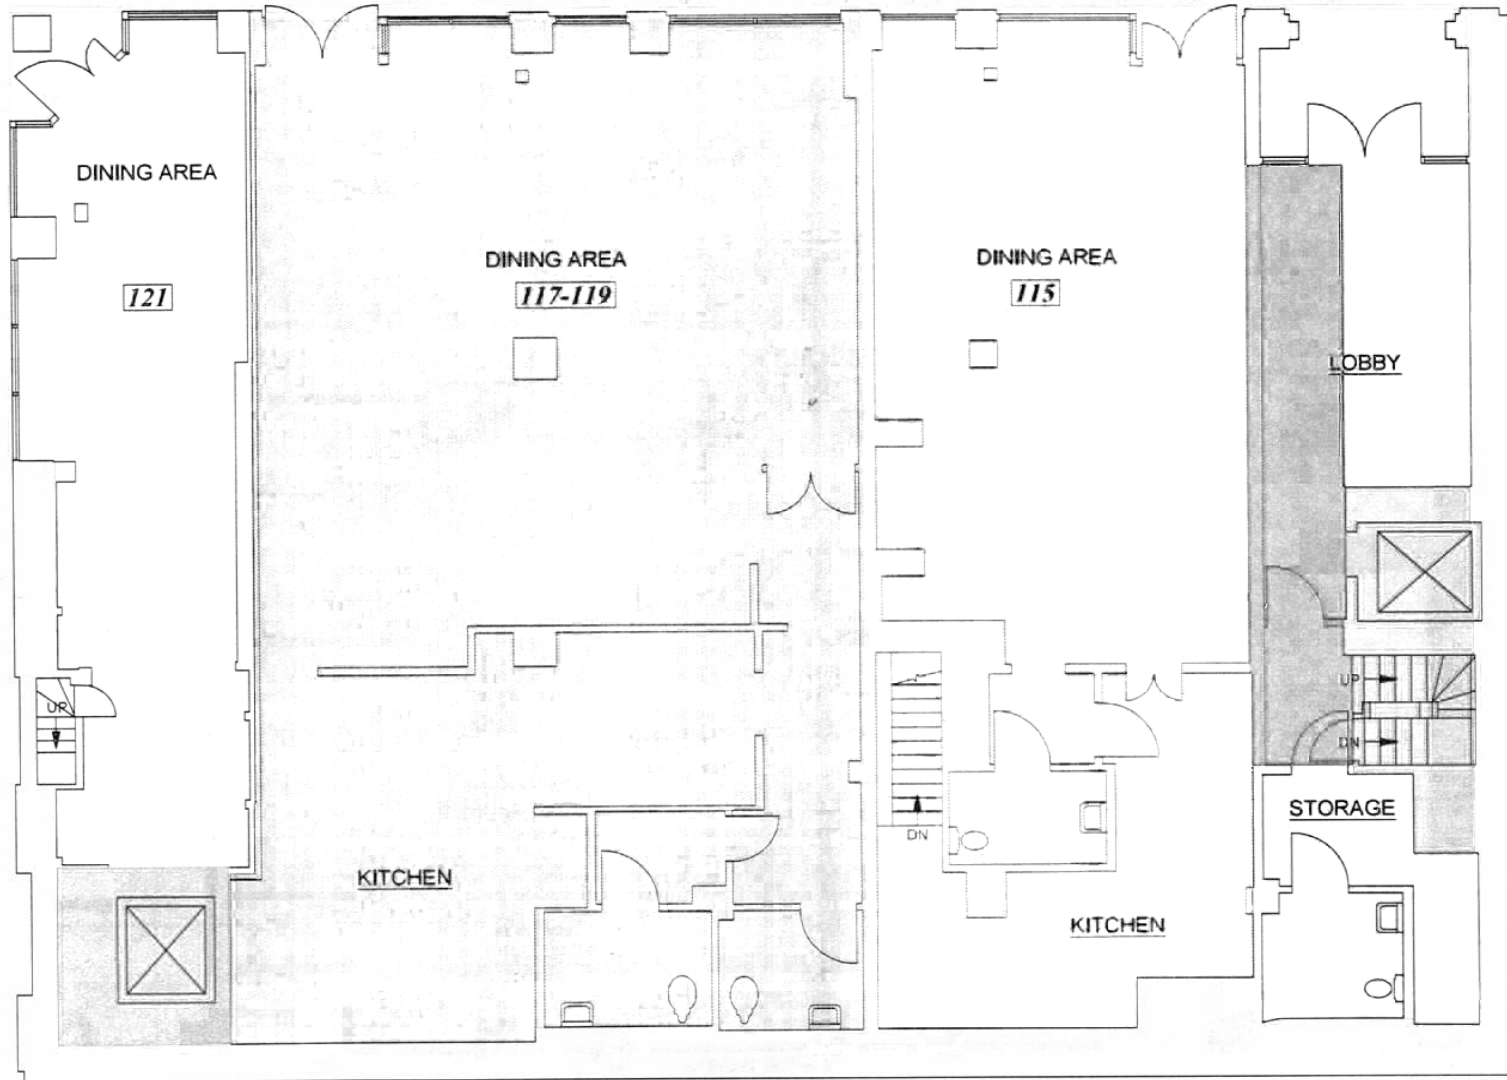 DINING AREA
121
DINING AREA
117-119
DINING AREA
115
LOBBY
UP
UP
DN
DN
STORAGE
KITCHEN
KITCHEN